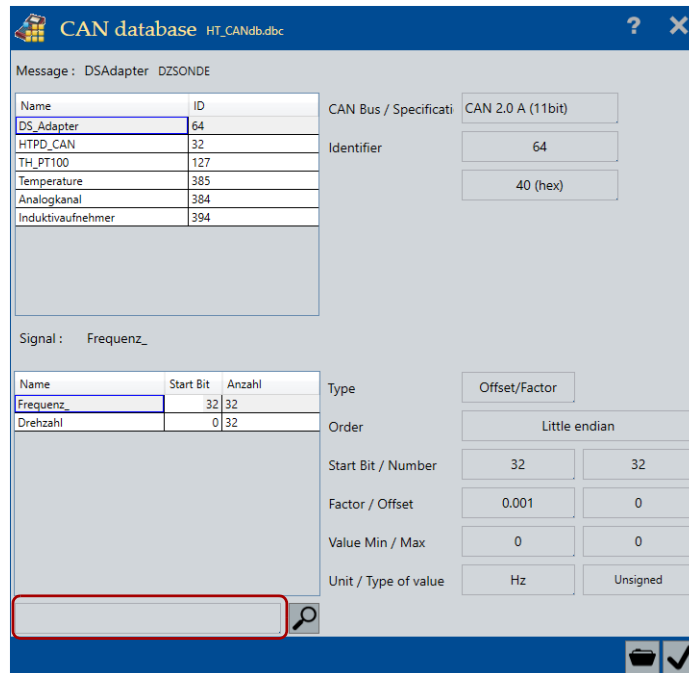 CAN database HT_CANdb.dbc ?
Message : DSAdapter DZSONDE
Name ID
DS_Adapter 64
HTPD_CAN 32
TH_PT100 127
Temperature 385
Analogkanal 384
Induktivaufnehmer 394
CAN Bus / Specificati CAN 2.0 A (11bit)
Identifier 64
40 (hex)
Signal : Frequenz_
Name Start Bit Anzahl
Frequenz_ 32 32
Drehzahl 0 32
Type Offset/Factor
Order Little endian
Start Bit / Number 32 32
Factor / Offset 0.001 0
Value Min / Max 0 0
Unit / Type of value Hz Unsigned